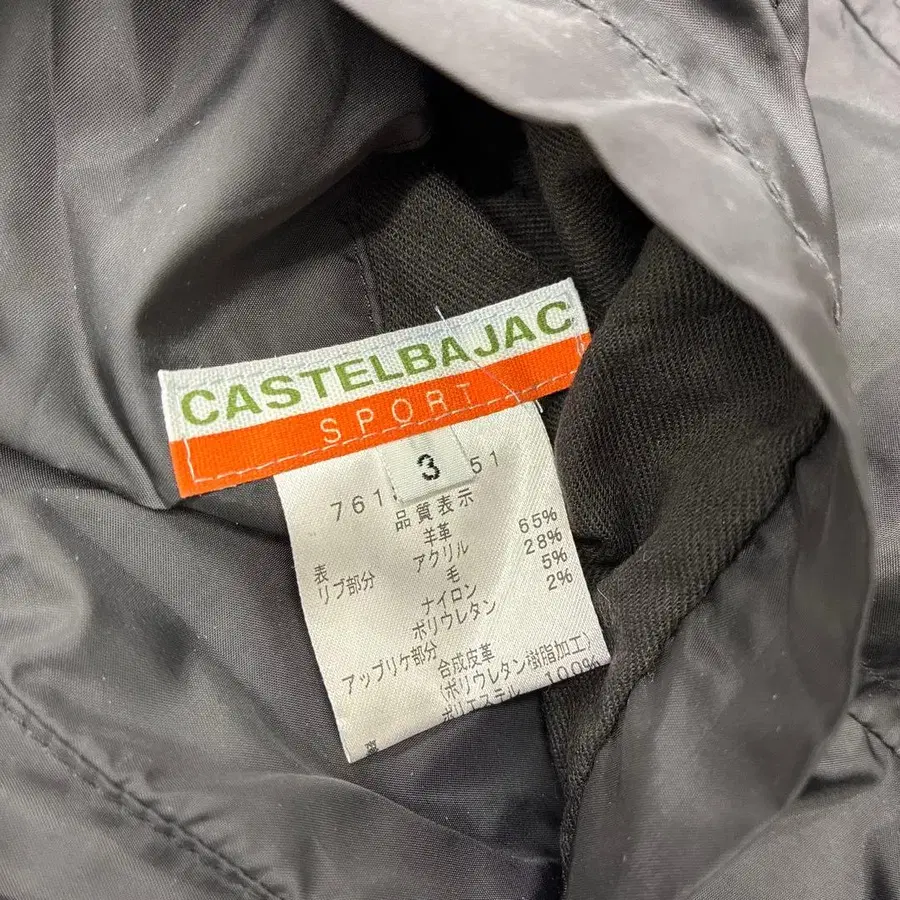 CASTELBAJAC
SPORT
3
761 51
品質表示
表 羊革
リブ部分 アクリル 65%
毛 28%
ナイロン 5%
ポリウレタン 2%
アップリケ部分 合成皮革
(ポリウレタン樹脂加工)
ポリエステル 100%